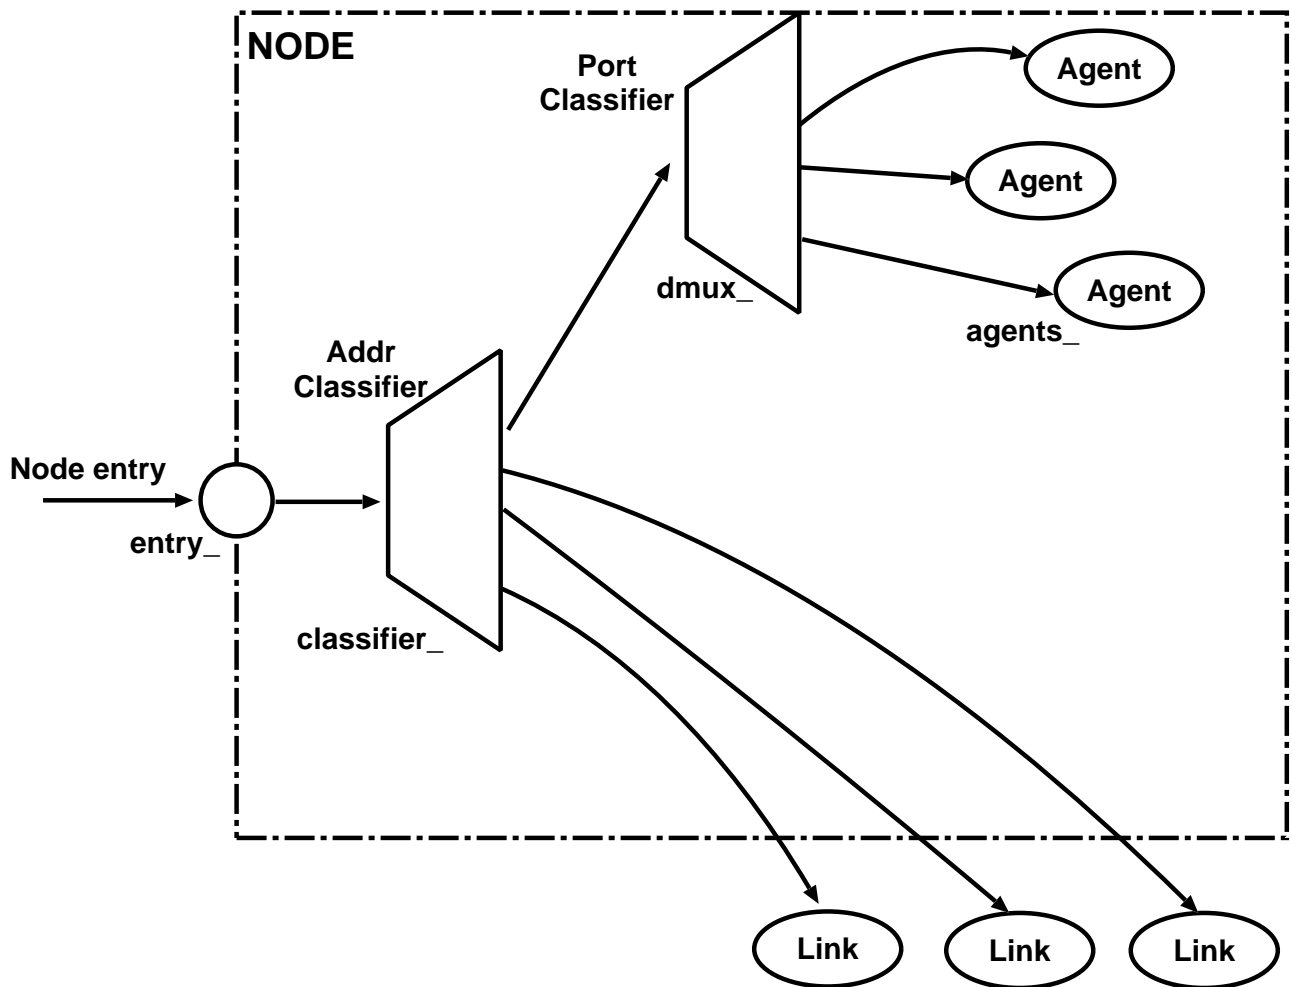 NODE
Port
Classifier
Agent
Agent
Agent
dmux_
agents_
Addr
Classifier
Node entry
entry_
classifier_
Link
Link
Link